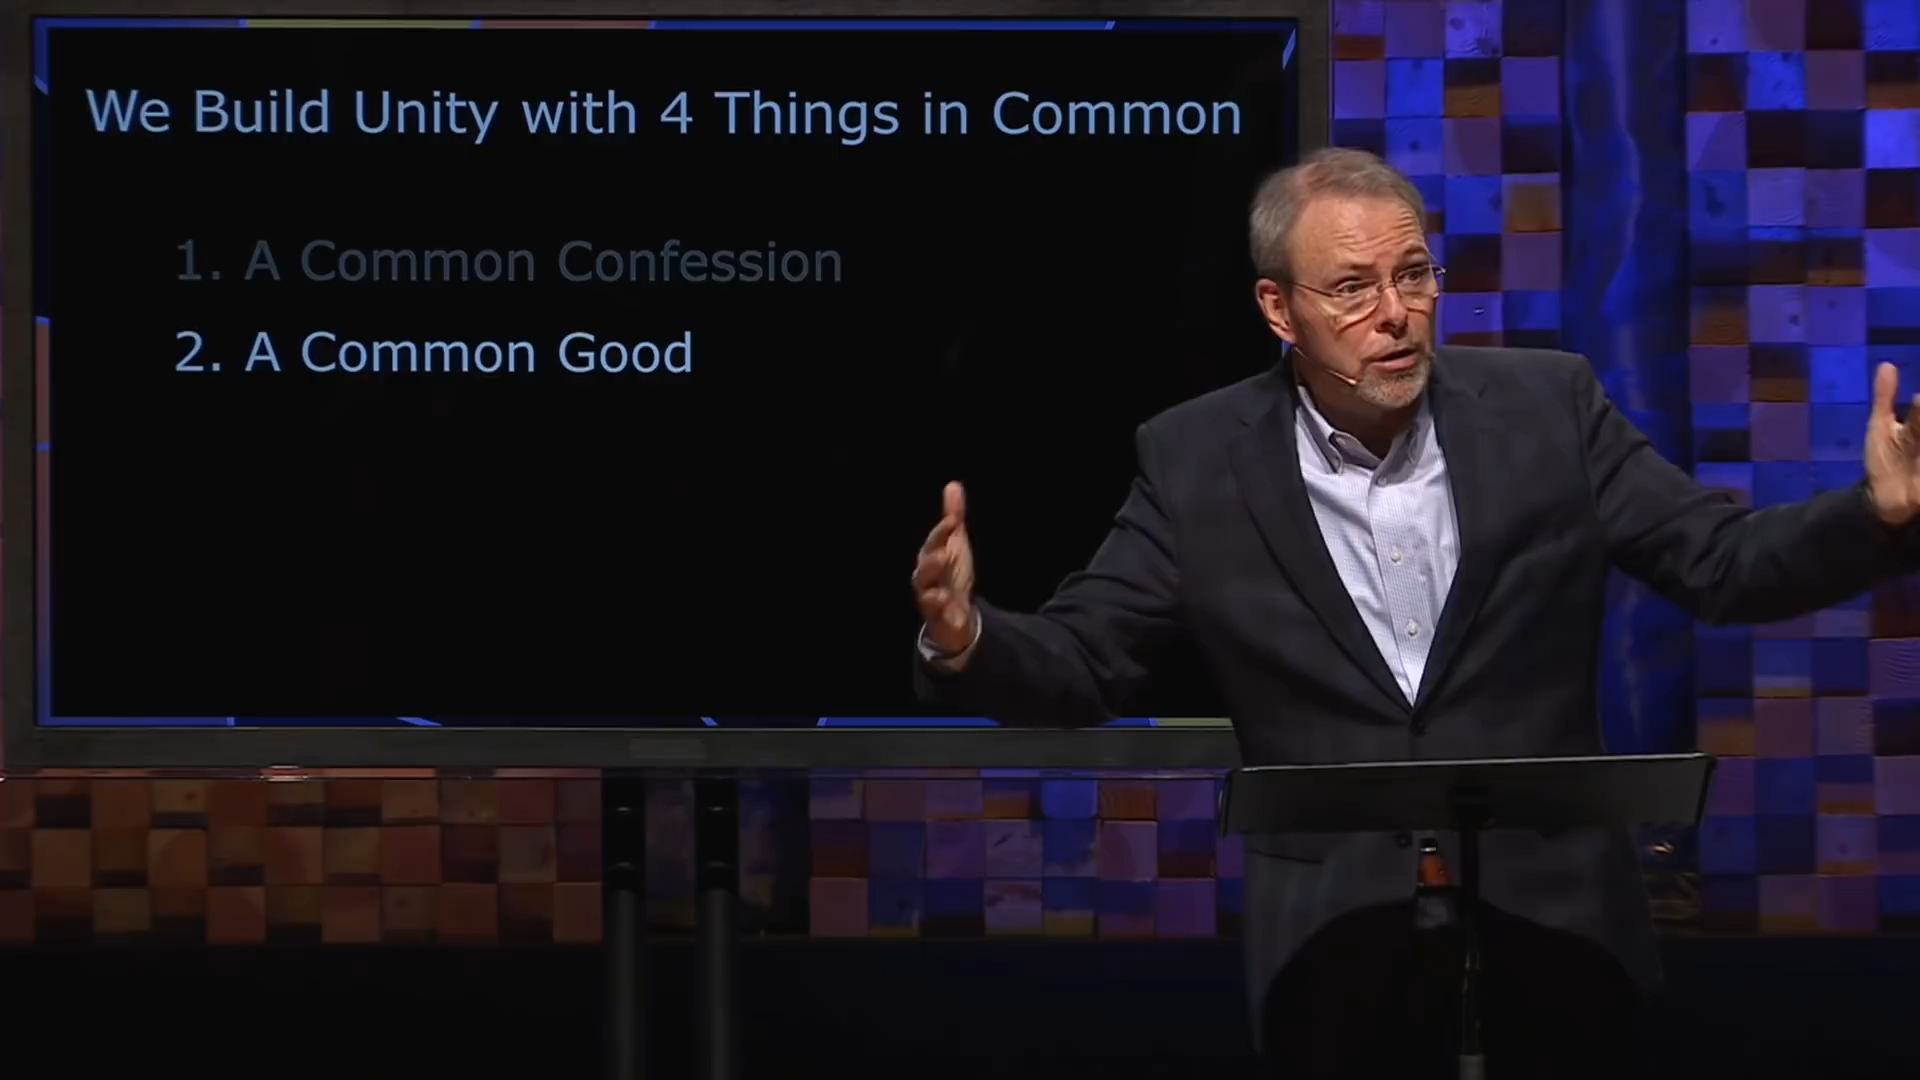 We Build Unity with 4 Things in Common
1. A Common Confession
2. A Common Good